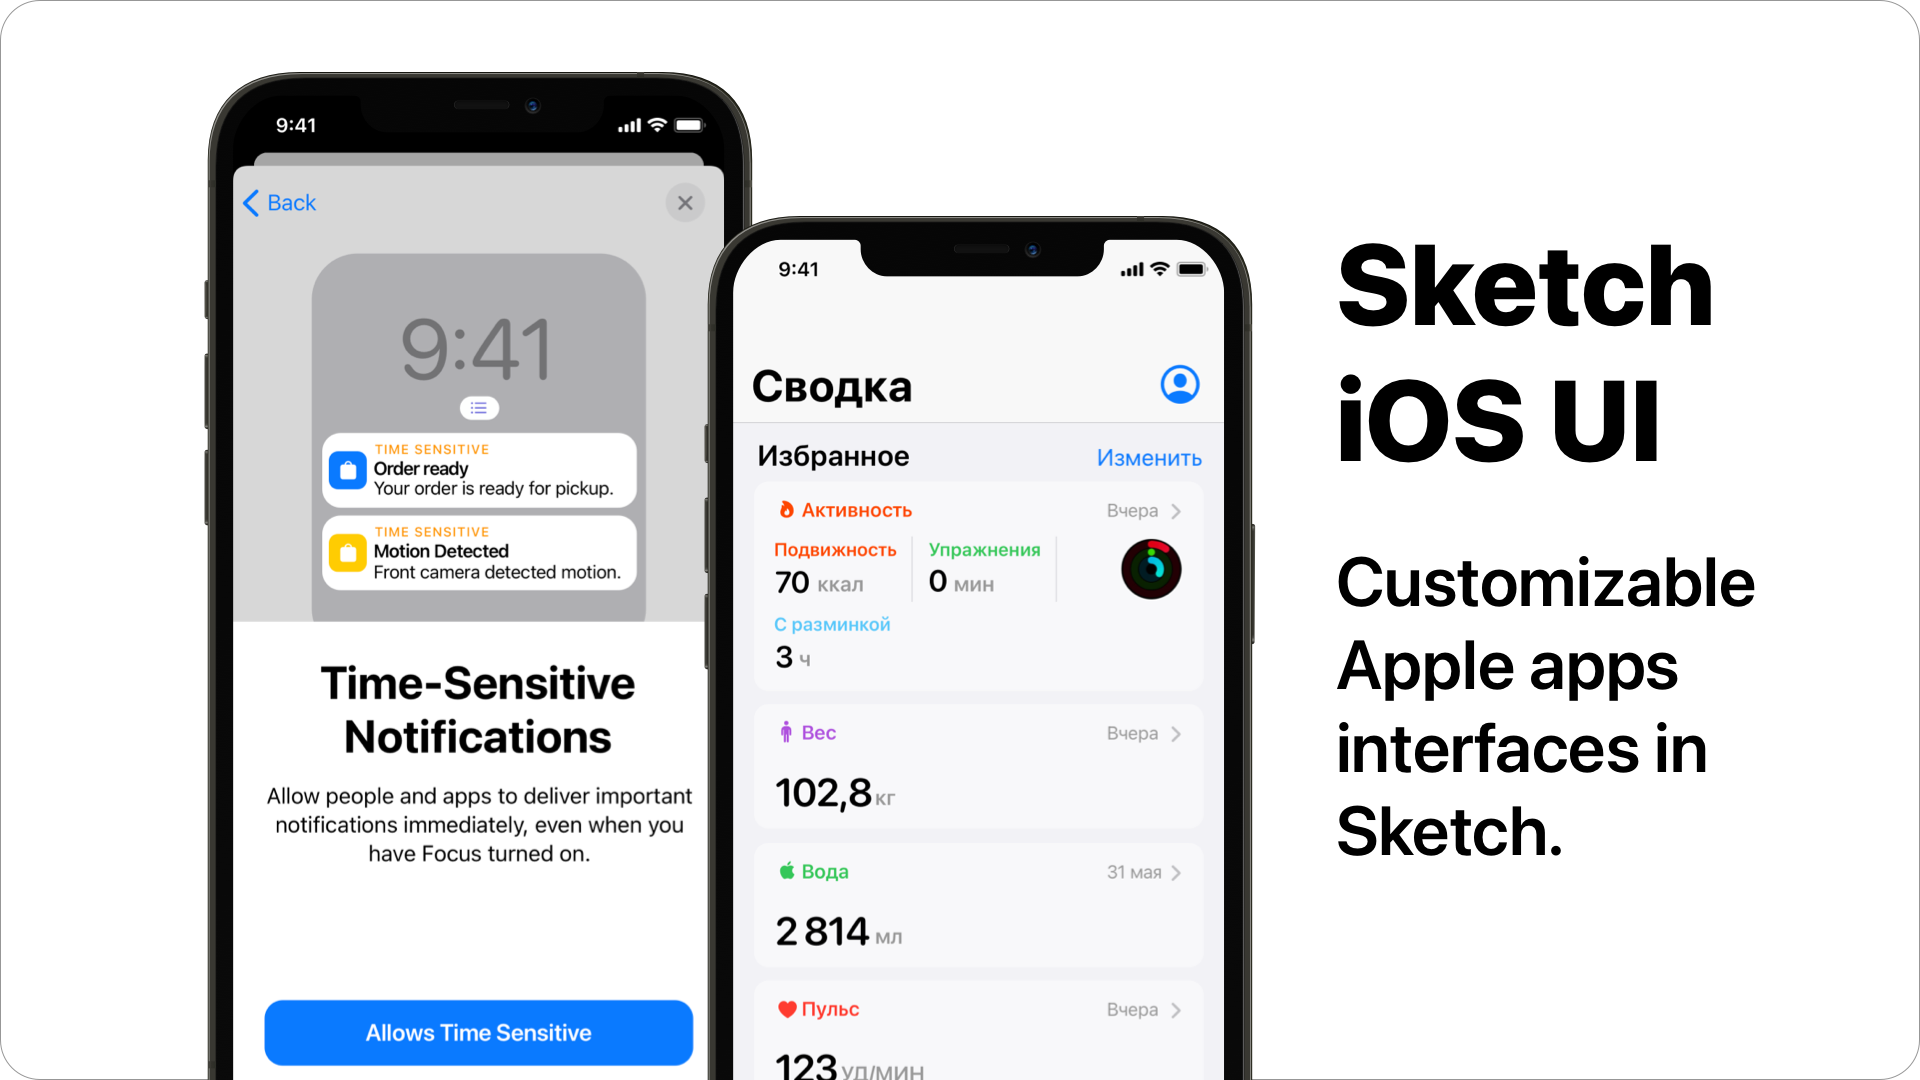 9:41
Back
9:41
TIME SENSITIVE
Order ready
Your order is ready for pickup.
TIME SENSITIVE
Motion Detected
Front camera detected motion.
Time-Sensitive
Notifications
Allow people and apps to deliver important
notifications immediately, even when you
have Focus turned on.
Allows Time Sensitive
9:41
Сводка
Избранное Изменить
Активность Вчера
Подвижность Упражнения
70 ккал 0 мин
С разминкой
3 ч
Вес Вчера
102,8 кг
Вода 31 мая
2 814 мл
Пульс Вчера
123 уд/мин
Sketch
iOS UI
Customizable
Apple apps
interfaces in
Sketch.